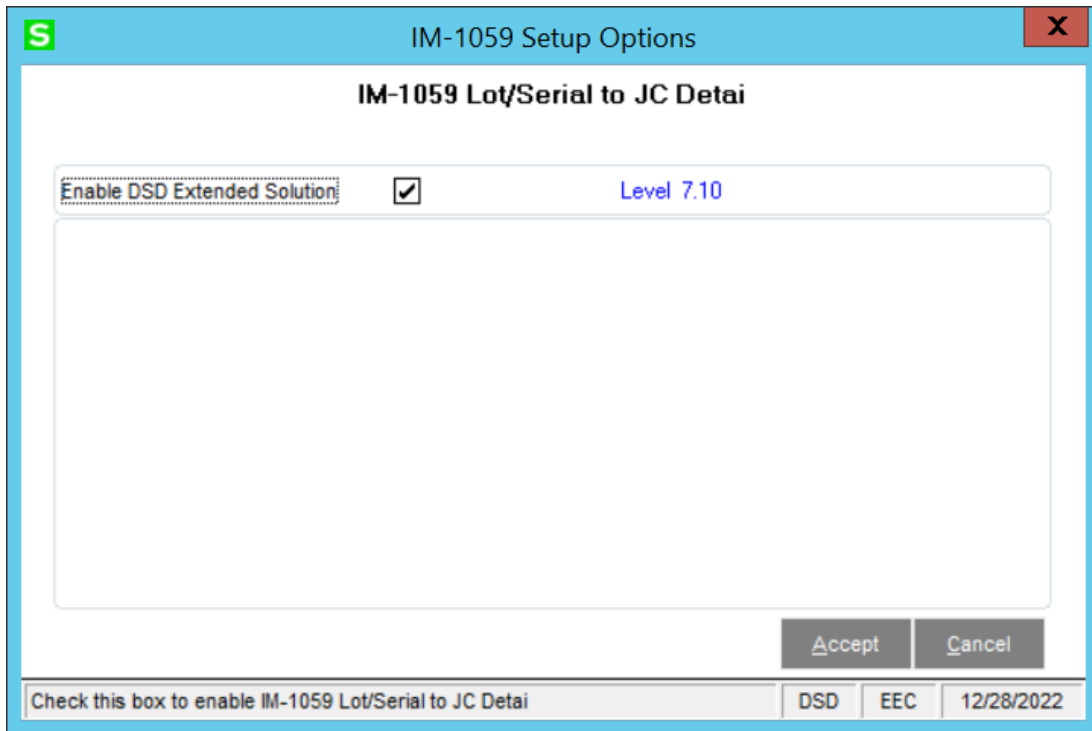 S IM-1059 Setup Options X
IM-1059 Lot/Serial to JC Detai
Enable DSD Extended Solution Level 7.10
Accept Cancel
Check this box to enable IM-1059 Lot/Serial to JC Detai DSD EEC 12/28/2022